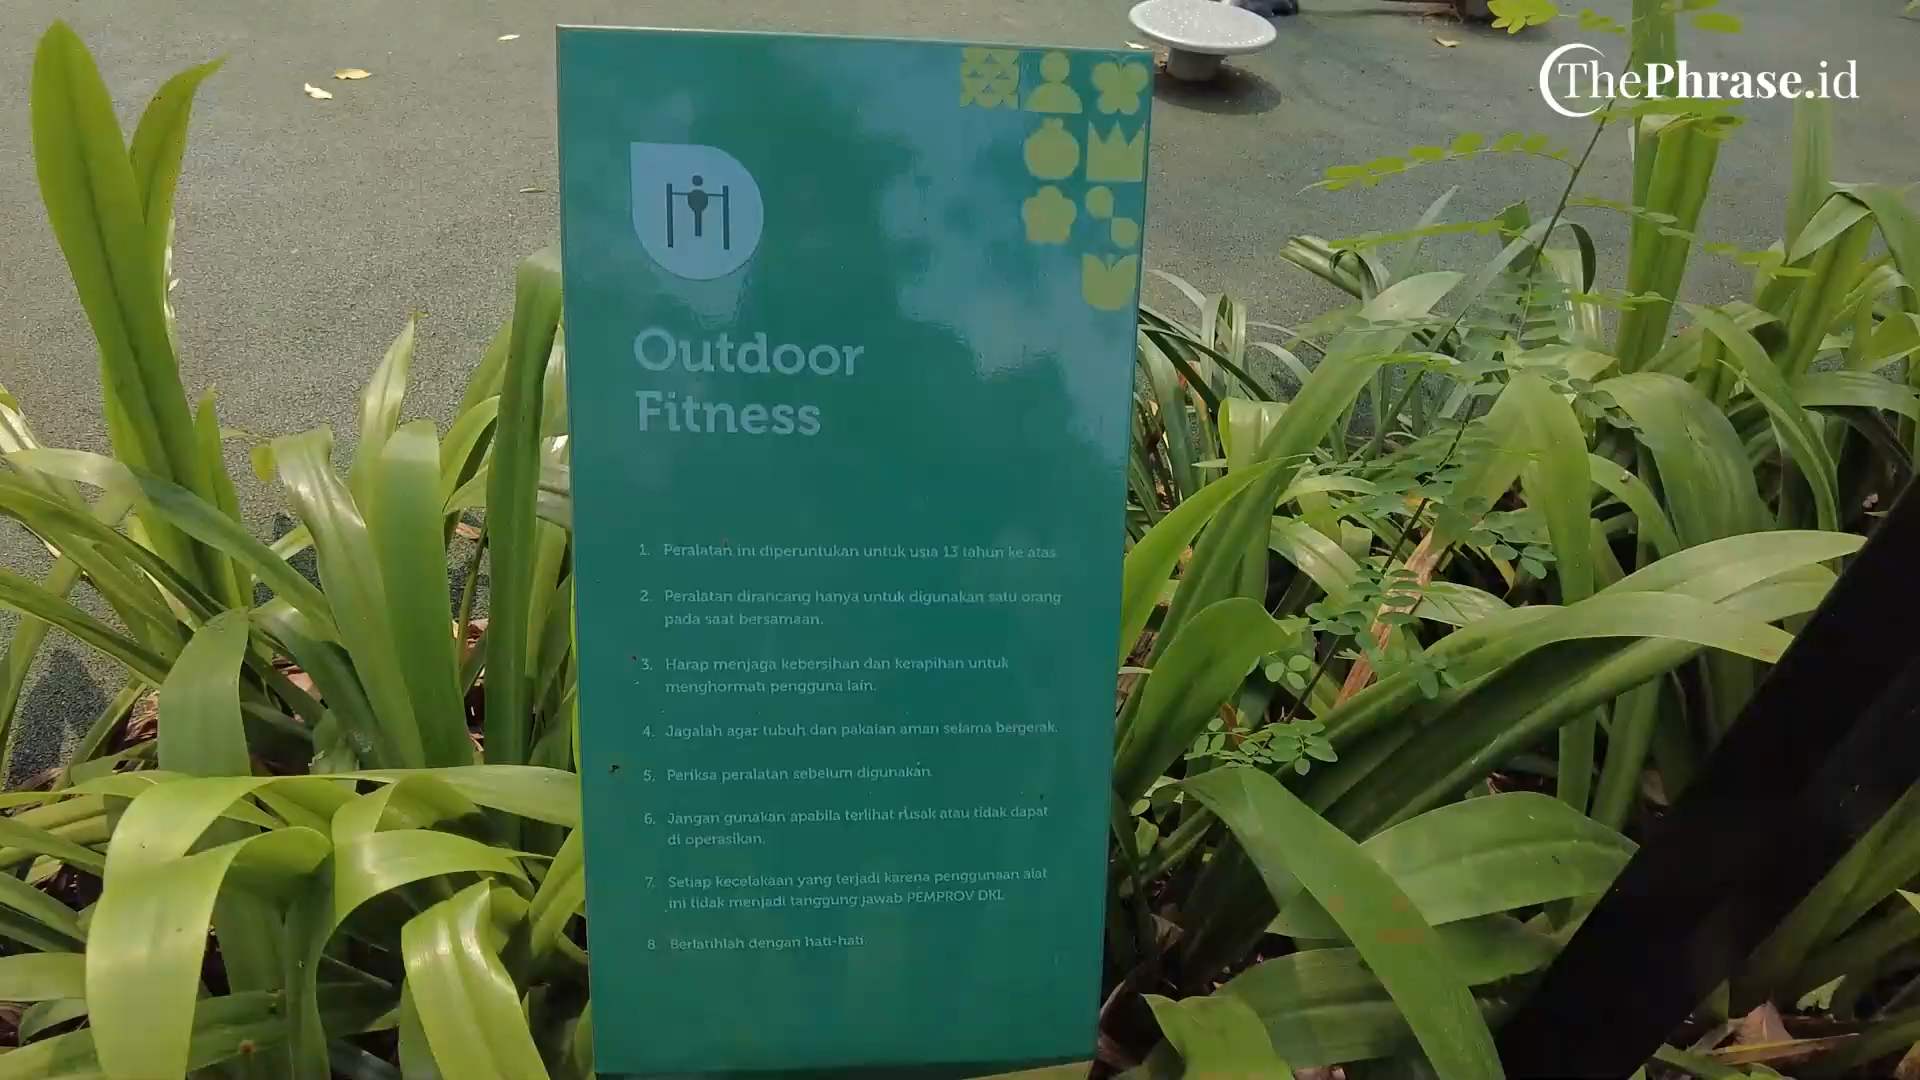 ThePhrase.id
Outdoor
Fitness
1. Peralatan ini diperuntukan untuk usia 13 tahun ke atas
2. Peralatan dirancang hanya untuk digunakan satu orang
pada saat bersamaan.
3. Harap menjaga kebersihan dan kerapihan untuk
menghormati pengguna lain.
4. Jagalah agar tubuh dan pakaian aman selama bergerak.
5. Periksa peralatan sebelum digunakan
6. Jangan gunakan apabila terlihat rusak atau tidak dapat
di operasikan.
7. Setiap kecelakaan yang terjadi karena penggunaan alat
ini tidak menjadi tanggung jawab PEMPROV DKI.
8. Berlatihlah dengan hati-hati